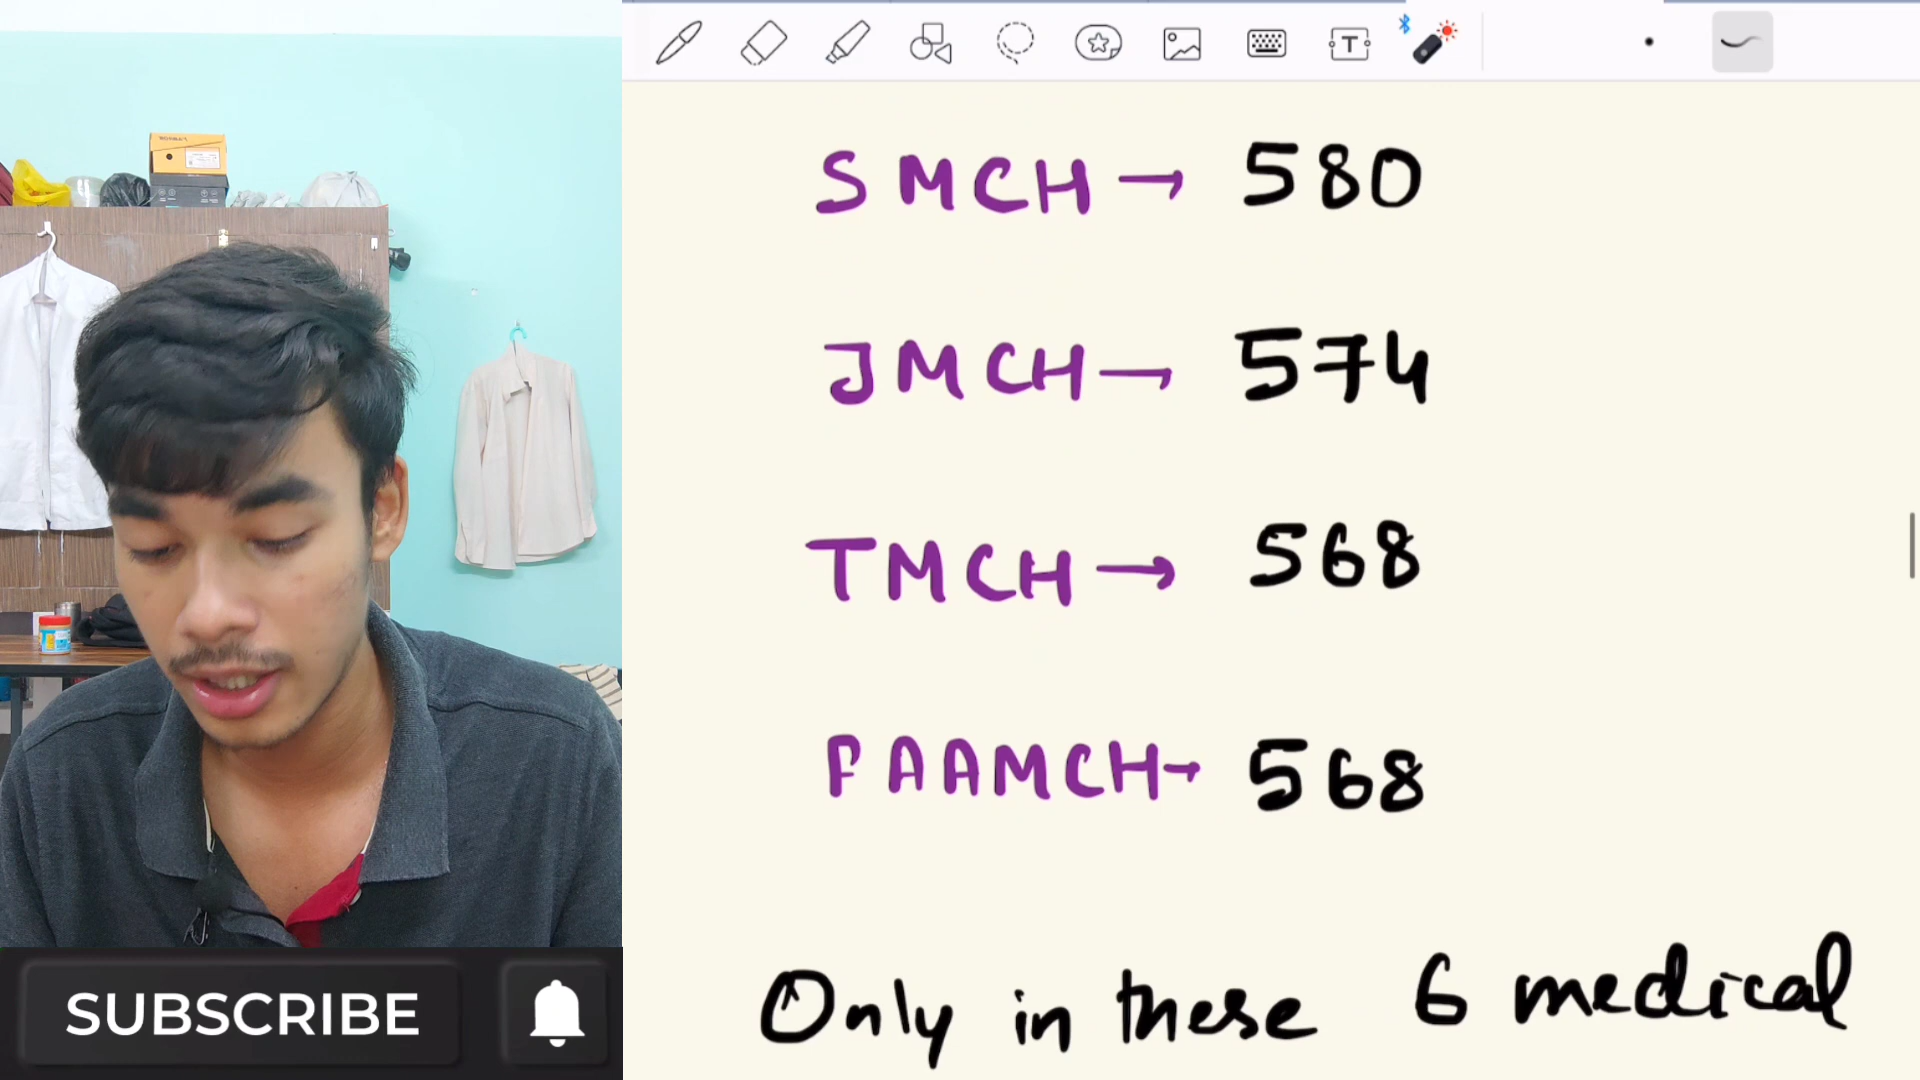 SMCH → 580
JMCH → 574
TMCH → 568
FAAMCH → 568
Only in these 6 medical
SUBSCRIBE